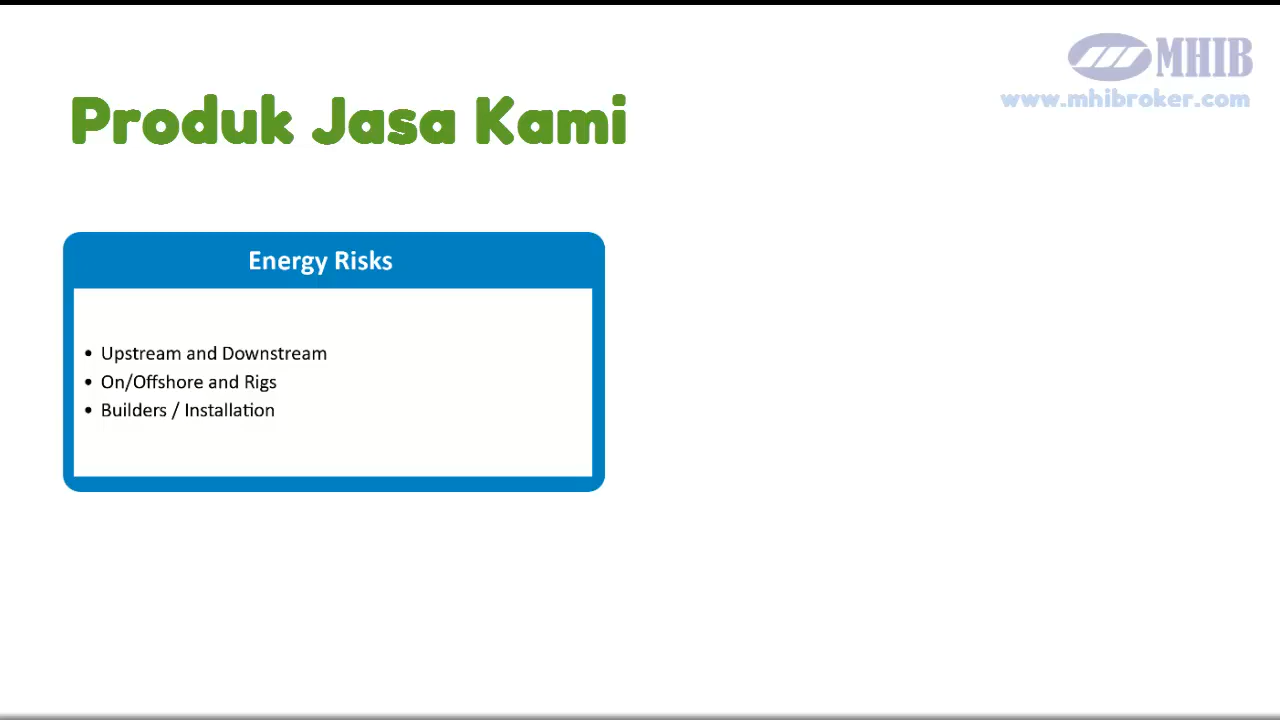 MHIB
www.mhibroker.com
Produk Jasa Kami
Energy Risks
• Upstream and Downstream
• On/Offshore and Rigs
• Builders / Installation